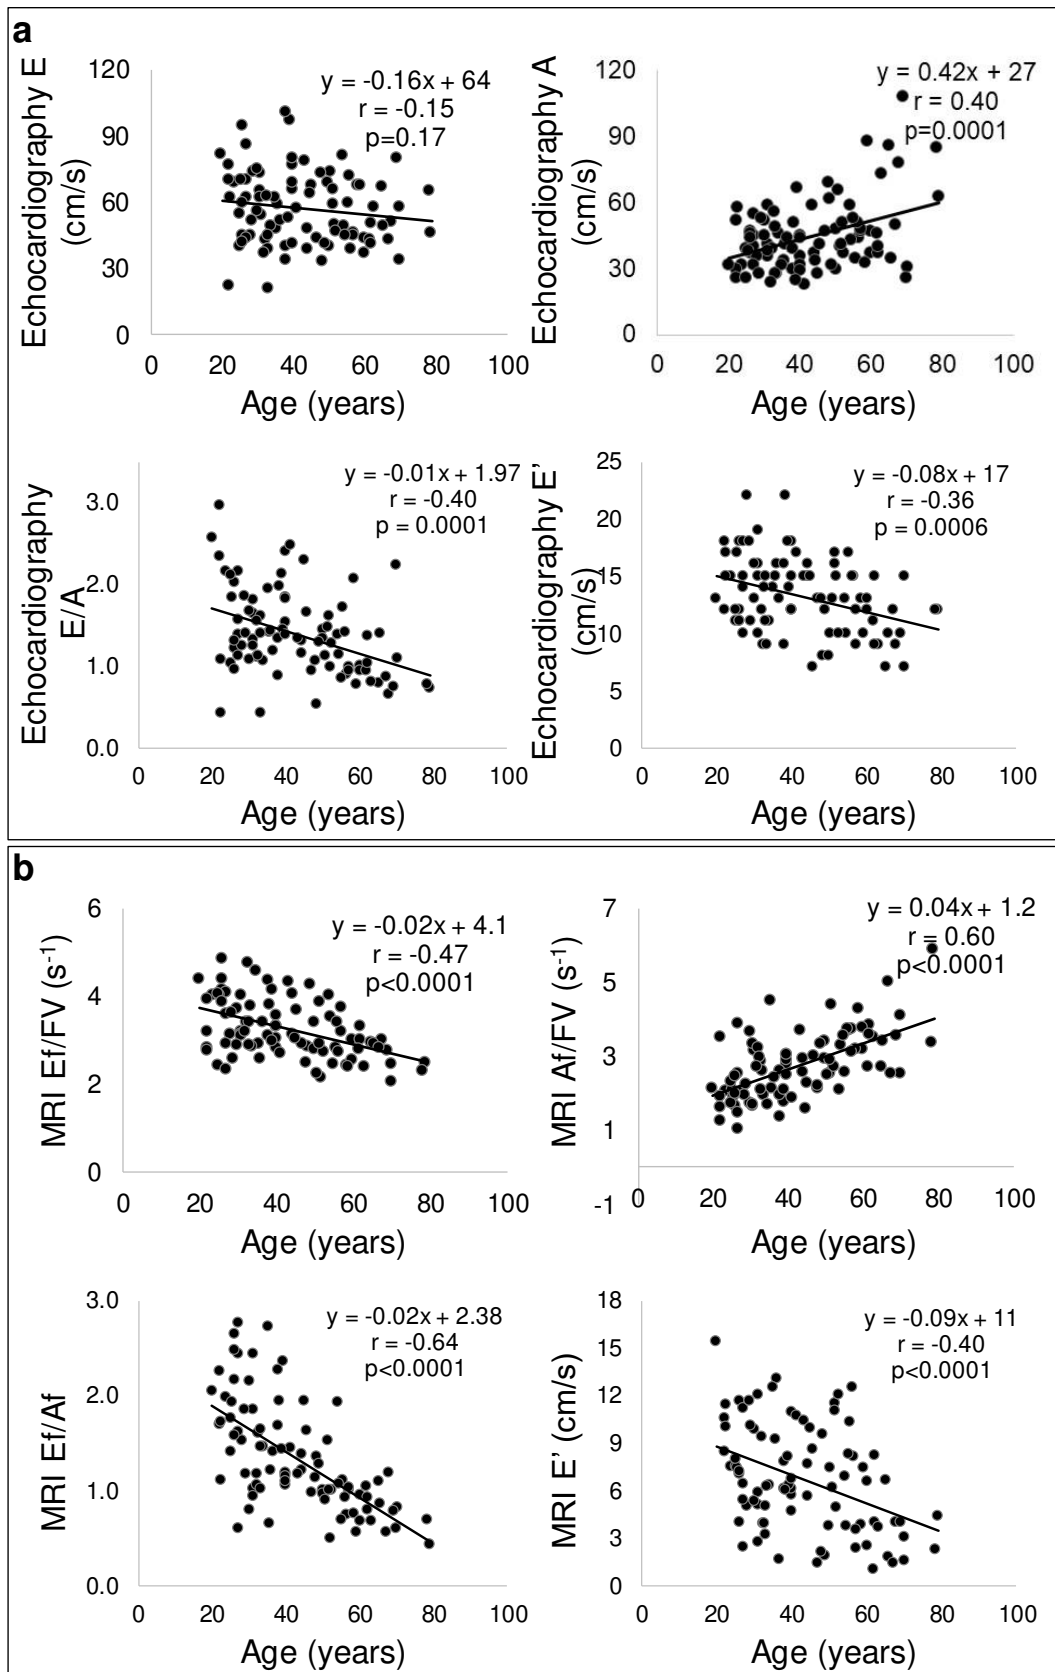 a
Echocardiography E
(cm/s)
120
90
60
30
0
y = -0.16x + 64
r = -0.15
p=0.17
0 20 40 60 80 100
Age (years)
Echocardiography A
(cm/s)
120
90
60
30
0
y = 0.42x + 27
r = 0.40
p=0.0001
0 20 40 60 80 100
Age (years)
Echocardiography
E/A
3.0
2.0
1.0
0.0
y = -0.01x + 1.97
r = -0.40
p = 0.0001
0 20 40 60 80 100
Age (years)
Echocardiography E'
(cm/s)
25
20
15
10
5
0
y = -0.08x + 17
r = -0.36
p = 0.0006
0 20 40 60 80 100
Age (years)
b
MRI Ef/FV (s-1)
6
4
2
0
y = -0.02x + 4.1
r = -0.47
p<0.0001
0 20 40 60 80 100
Age (years)
MRI Af/FV (s-1)
7
5
3
1
-1
y = 0.04x + 1.2
r = 0.60
p<0.0001
0 20 40 60 80 100
Age (years)
MRI Ef/Af
3.0
2.0
1.0
0.0
y = -0.02x + 2.38
r = -0.64
p<0.0001
0 20 40 60 80 100
Age (years)
MRI E’ (cm/s)
18
15
12
9
6
3
0
y = -0.09x + 11
r = -0.40
p<0.0001
0 20 40 60 80 100
Age (years)